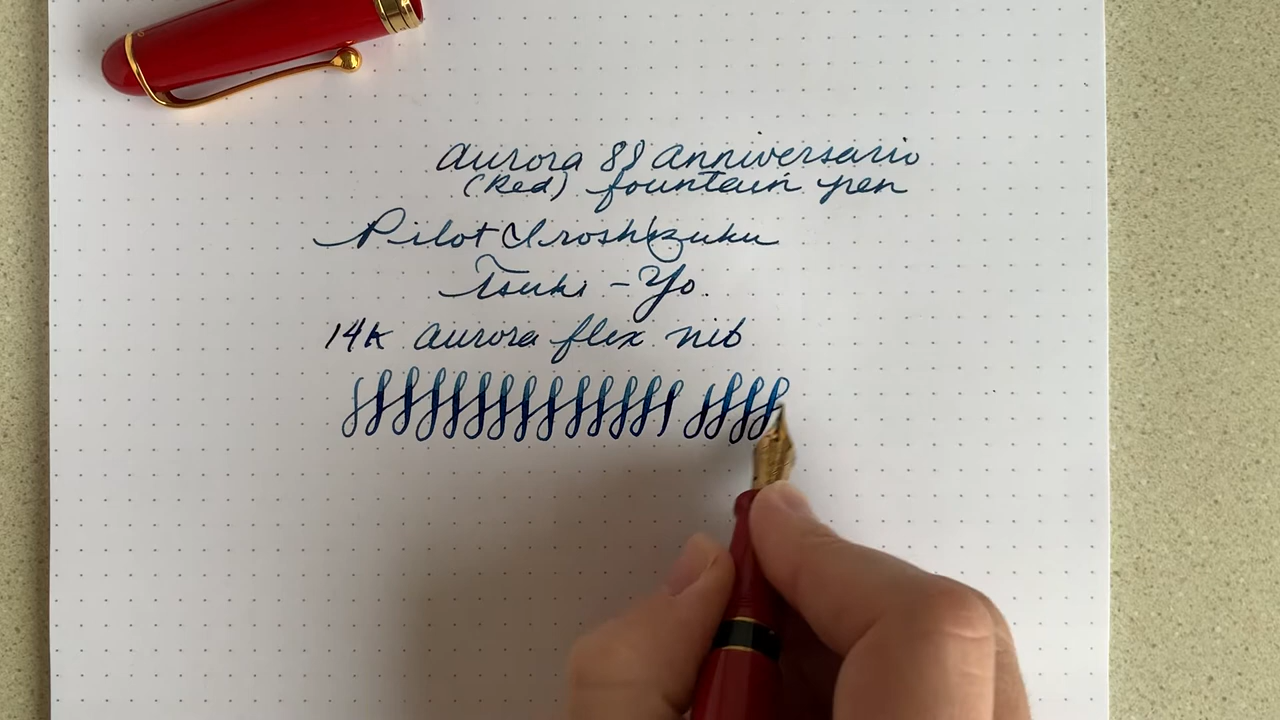 Aurora 88 Anniversario
(Red) fountain pen
Pilot Iroshizuku
Tsuki-Yo
14K Aurora flex nib